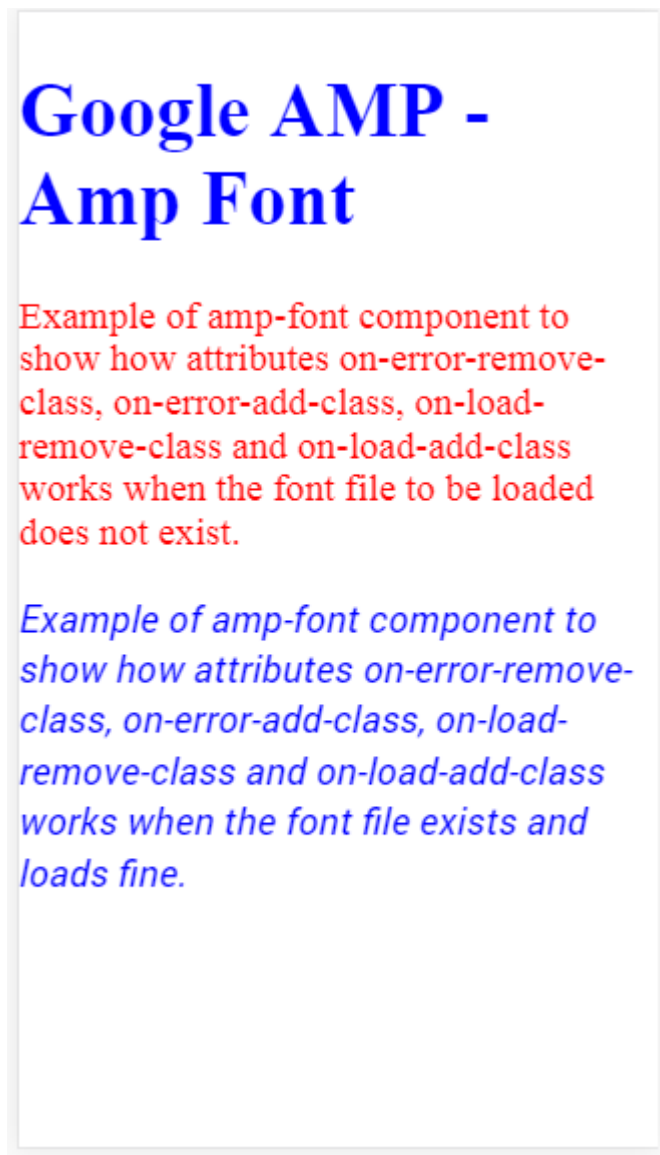 Google AMP -
Amp Font
Example of amp-font component to
show how attributes on-error-remove-
class, on-error-add-class, on-load-
remove-class and on-load-add-class
works when the font file to be loaded
does not exist.
Example of amp-font component to
show how attributes on-error-remove-
class, on-error-add-class, on-load-
remove-class and on-load-add-class
works when the font file exists and
loads fine.